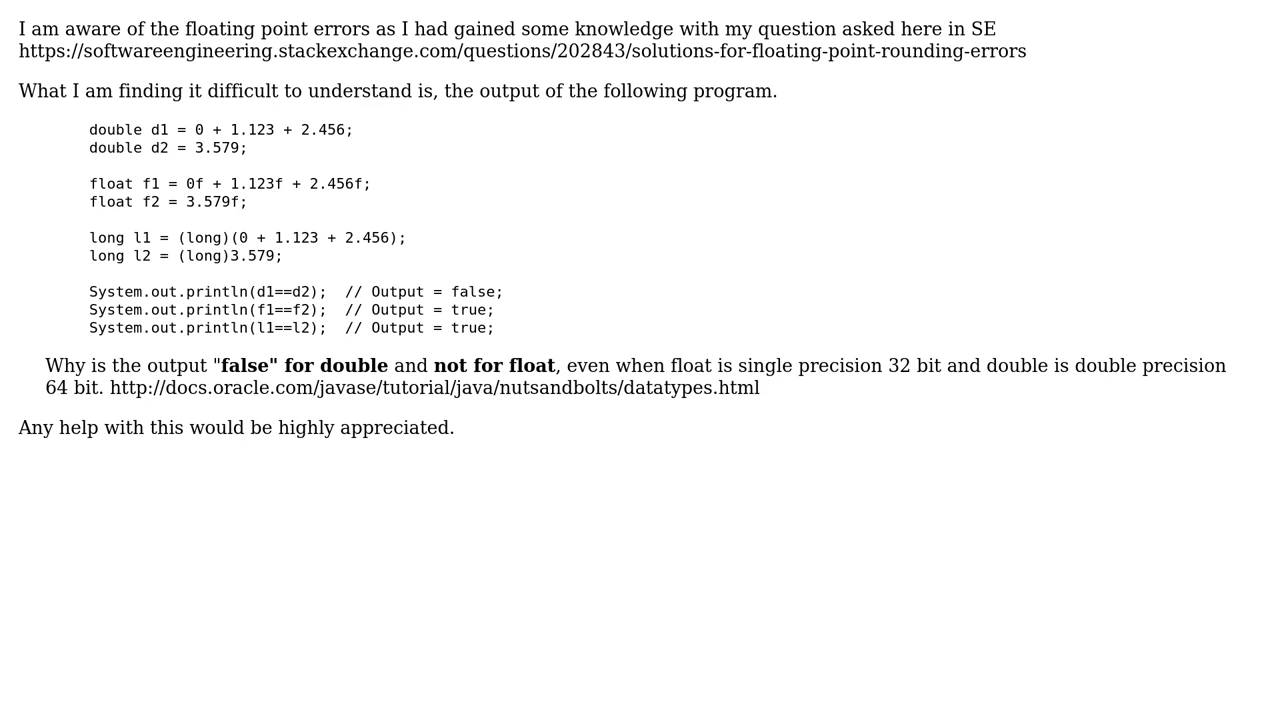 I am aware of the floating point errors as I had gained some knowledge with my question asked here in SE
https://softwareengineering.stackexchange.com/questions/202843/solutions-for-floating-point-rounding-errors
What I am finding it difficult to understand is, the output of the following program.
double d1 = 0 + 1.123 + 2.456;
double d2 = 3.579;
float f1 = 0f + 1.123f + 2.456f;
float f2 = 3.579f;
long l1 = (long)(0 + 1.123 + 2.456);
long l2 = (long)3.579;
System.out.println(d1==d2);  // Output = false;
System.out.println(f1==f2);  // Output = true;
System.out.println(l1==l2);  // Output = true;
Why is the output "false" for double and not for float, even when float is single precision 32 bit and double is double precision
64 bit. http://docs.oracle.com/javase/tutorial/java/nutsandbolts/datatypes.html
Any help with this would be highly appreciated.